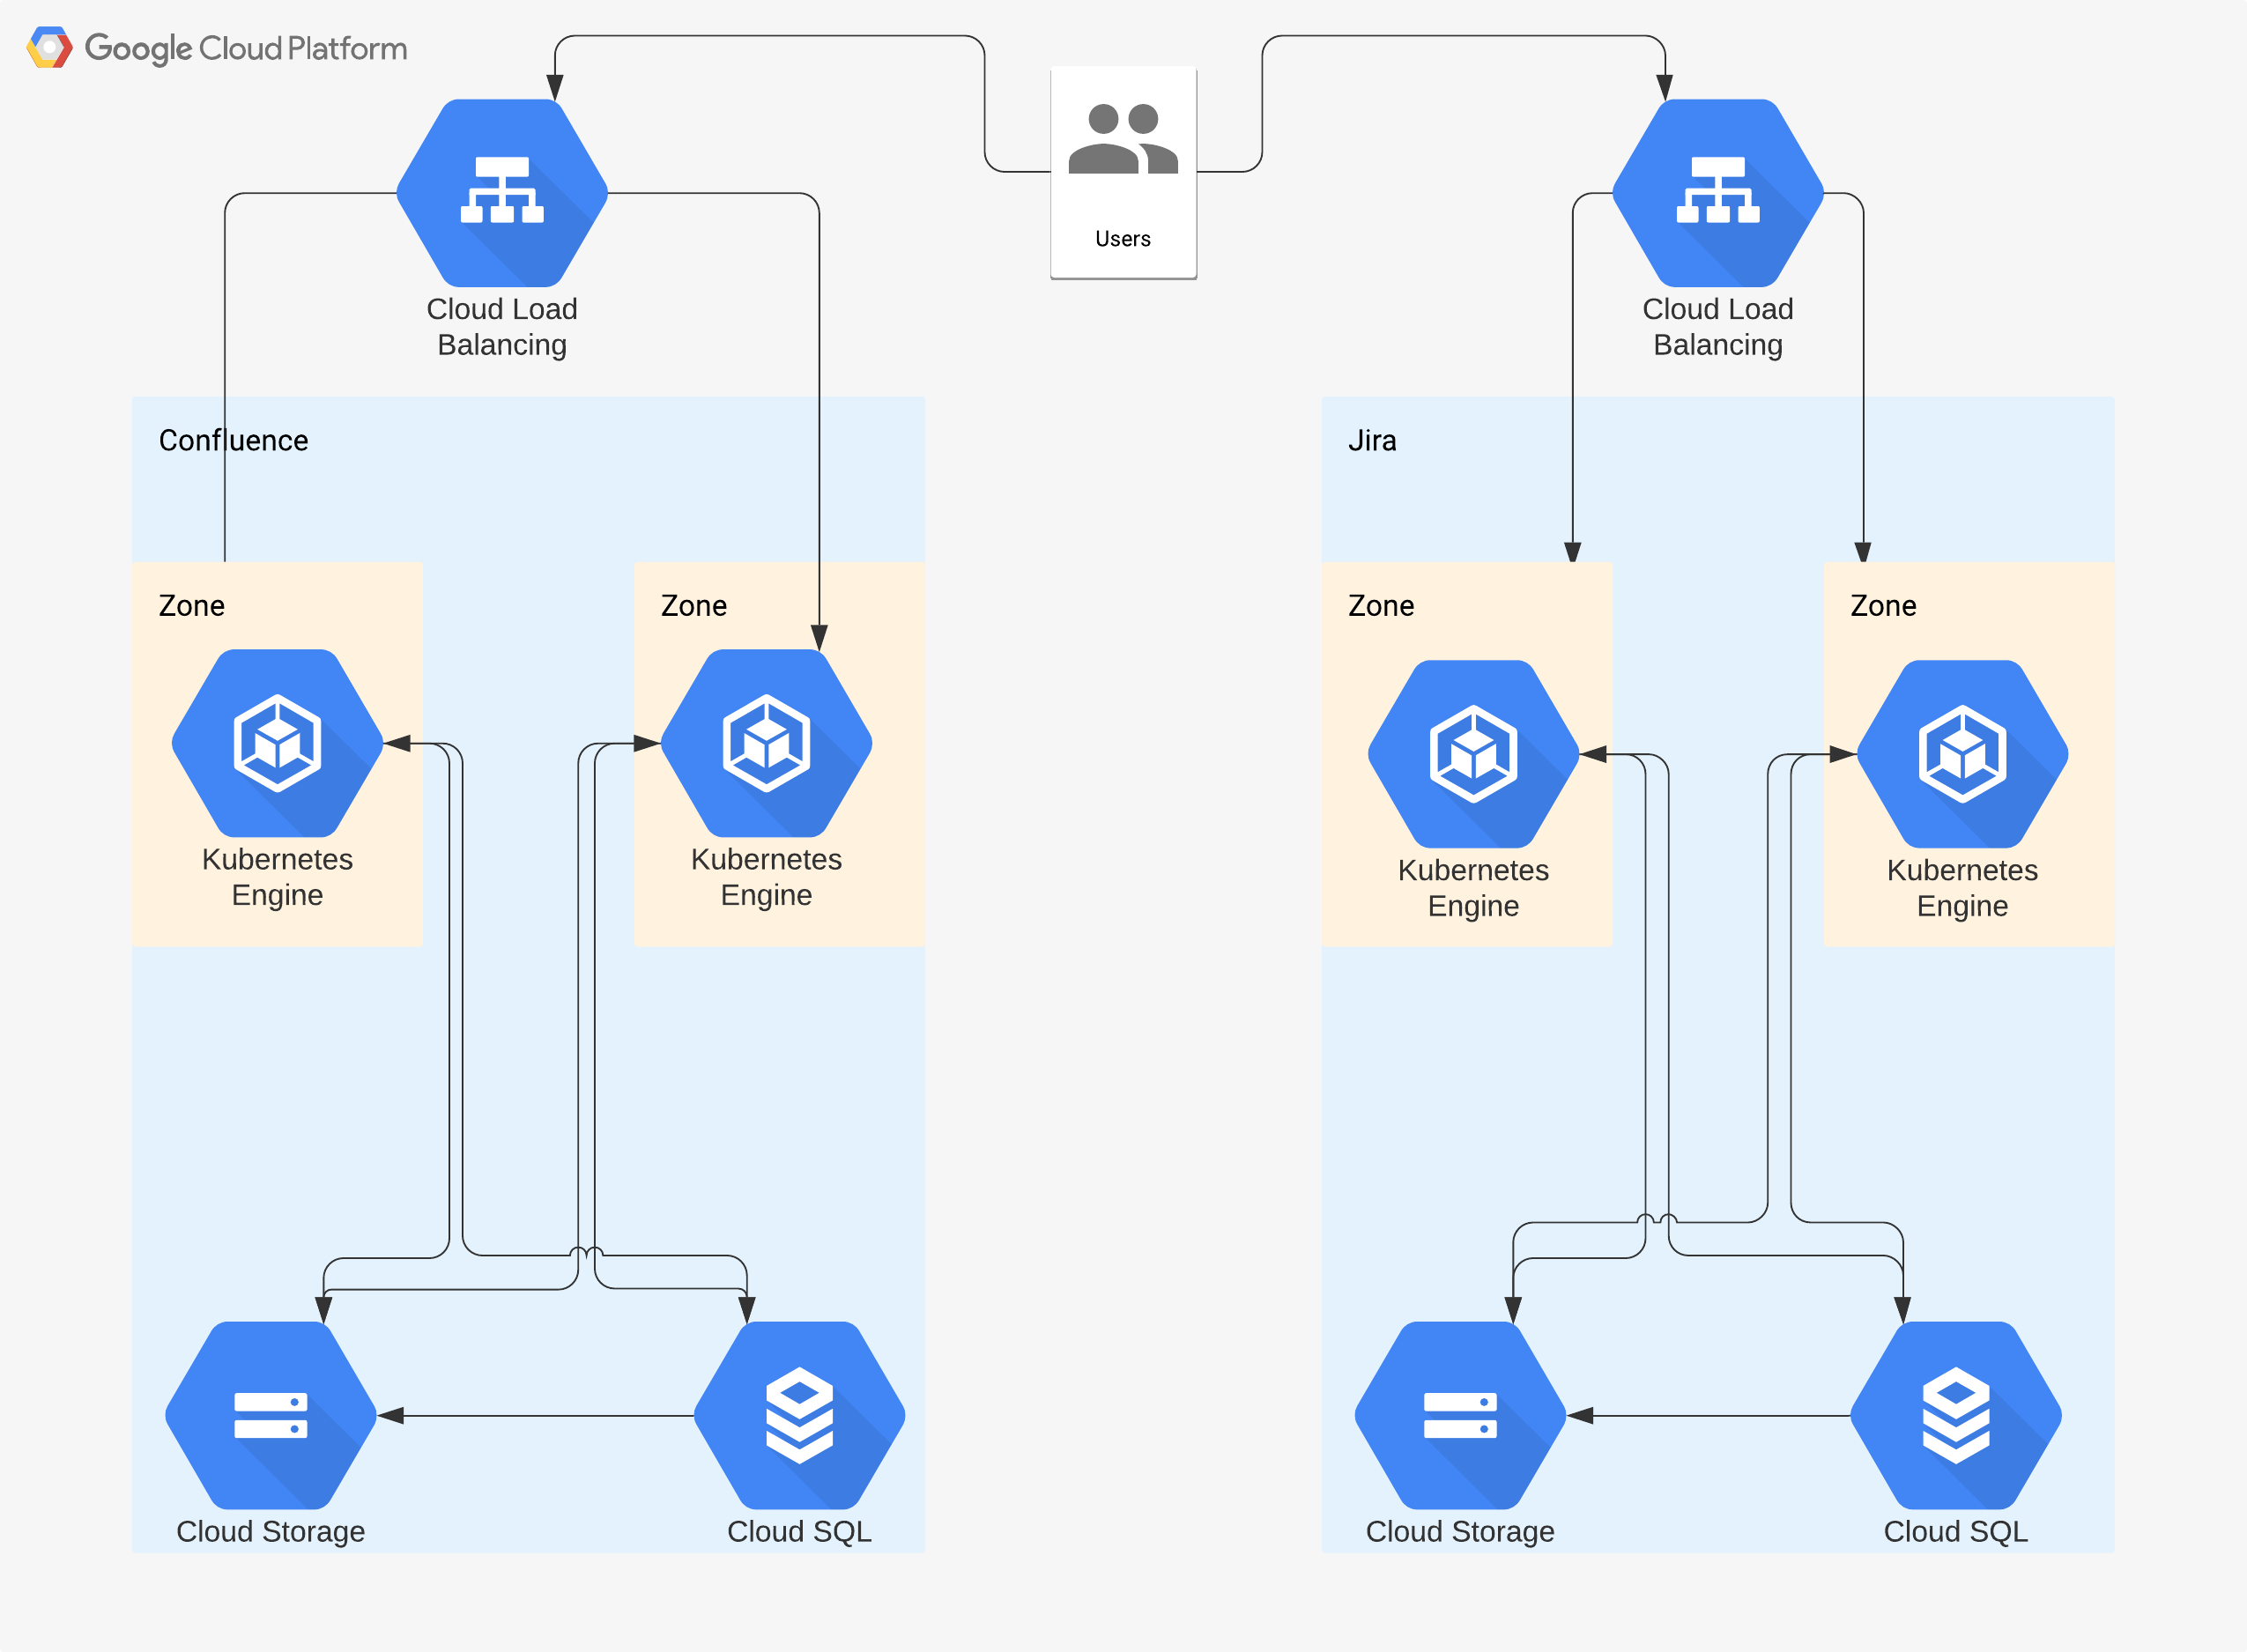 Google Cloud Platform
Users
Cloud Load
Balancing
Cloud Load
Balancing
Confluence
Jira
Zone
Zone
Zone
Zone
Kubernetes
Engine
Kubernetes
Engine
Kubernetes
Engine
Kubernetes
Engine
Cloud Storage
Cloud SQL
Cloud Storage
Cloud SQL